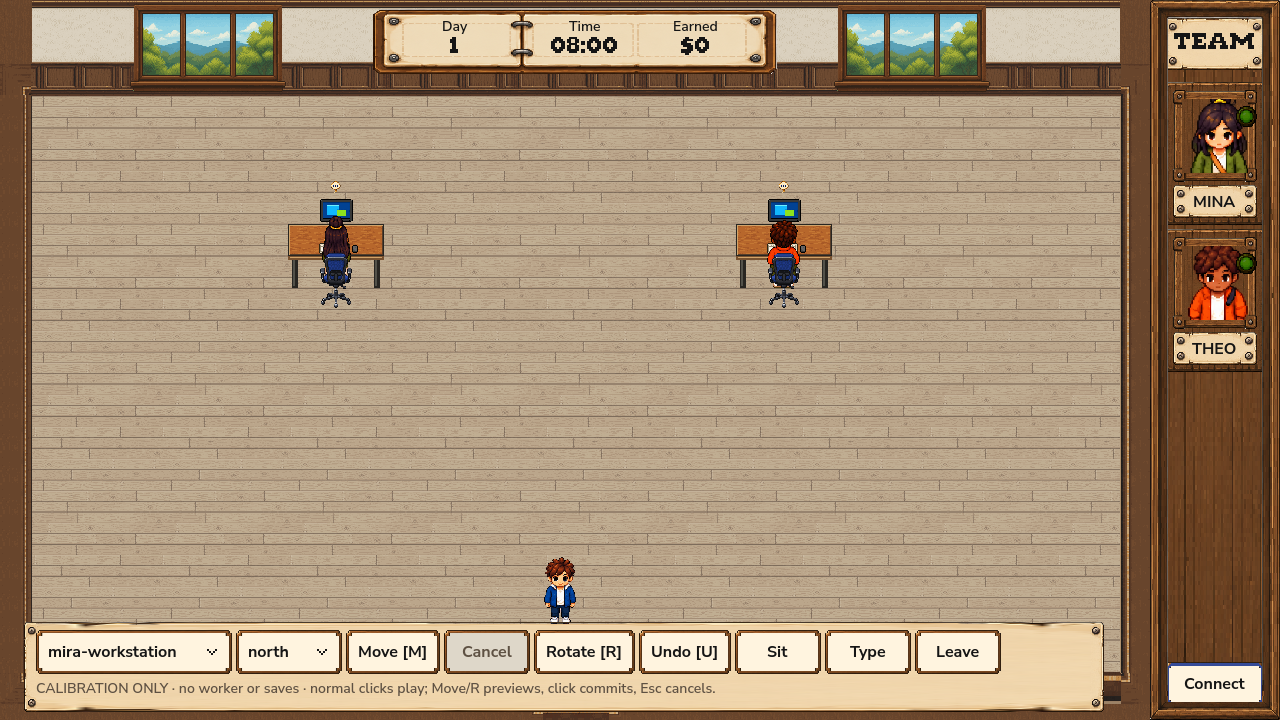 Day
1
Time
08:00
Earned
$0
TEAM
MINA
THEO
mira-workstation
north
Move [M]
Cancel
Rotate [R]
Undo [U]
Sit
Type
Leave
CALIBRATION ONLY · no worker or saves · normal clicks play; Move/R previews, click commits, Esc cancels.
Connect